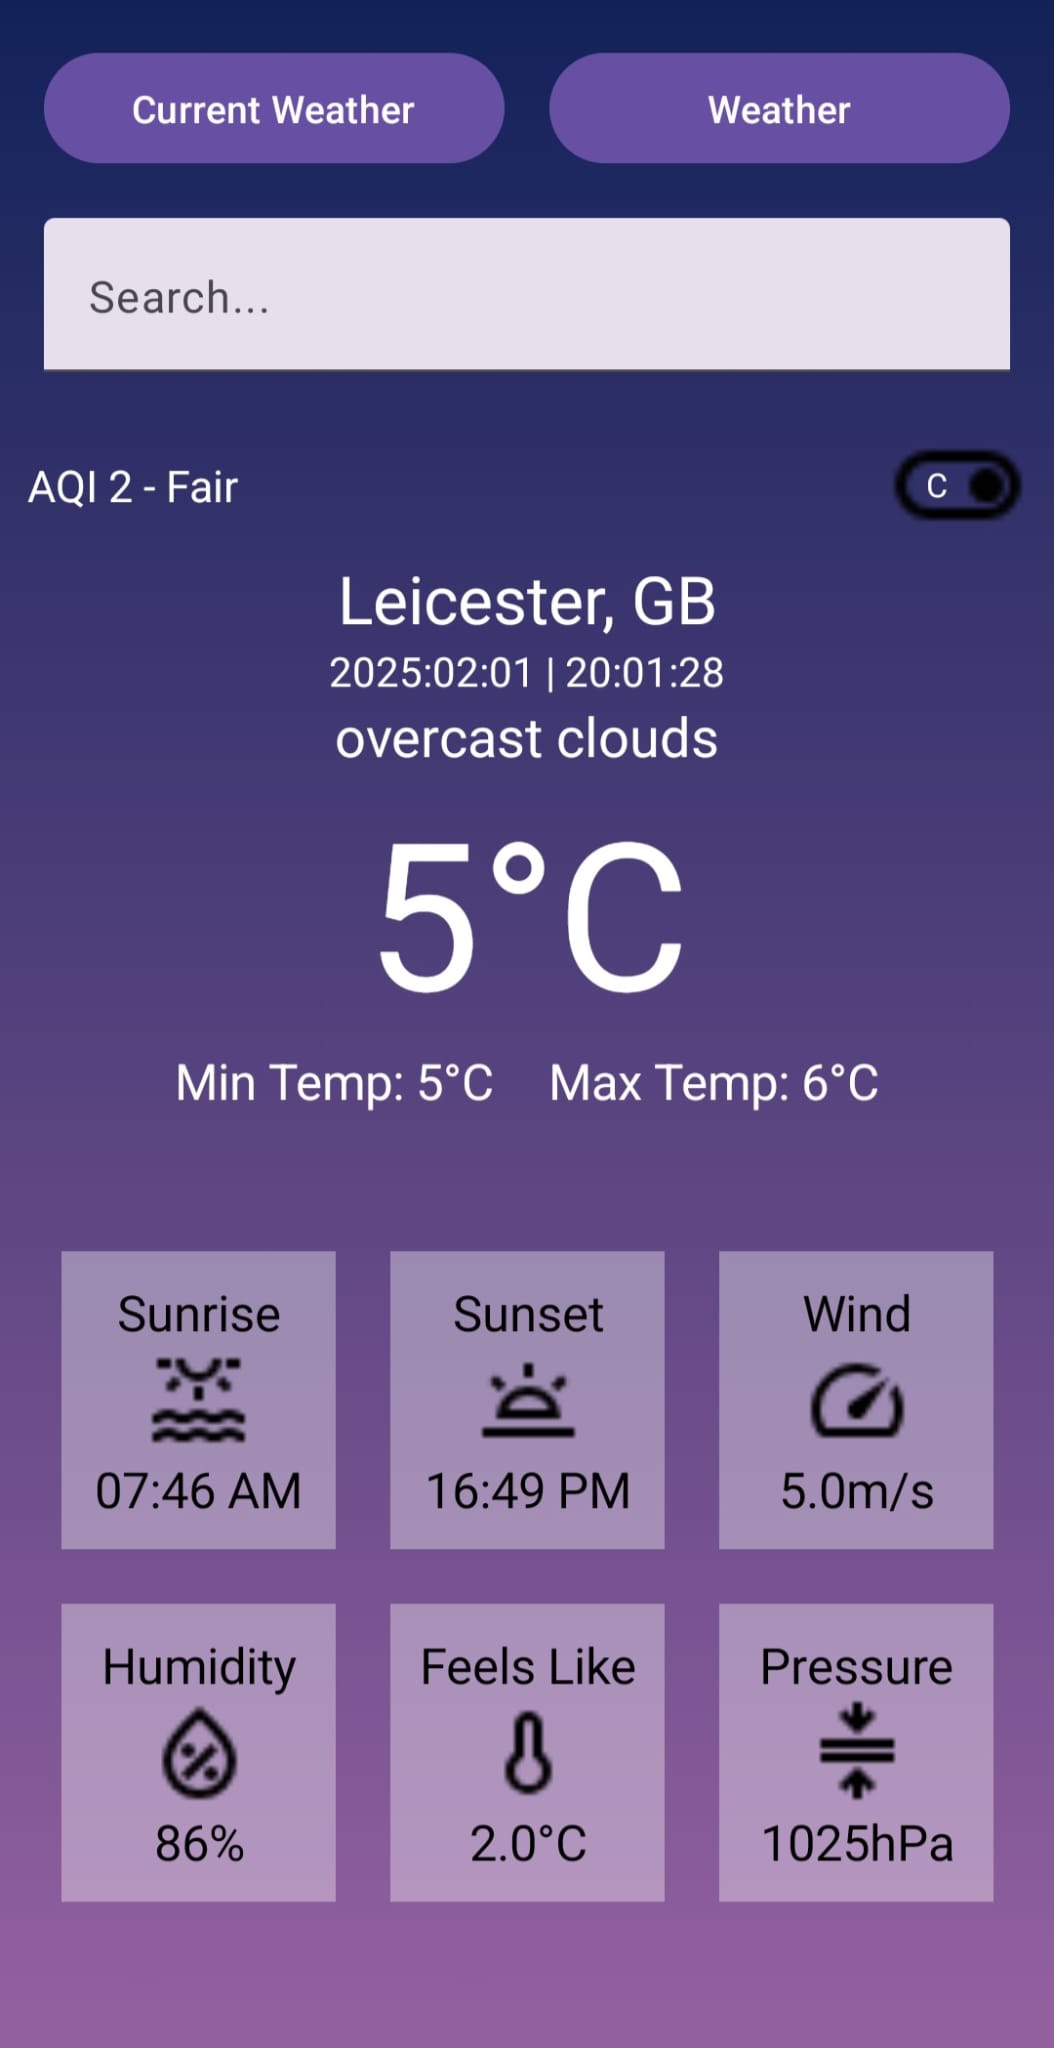 Current Weather
Weather
Search...
AQI 2 - Fair
C
Leicester, GB
2025:02:01 | 20:01:28
overcast clouds
5°C
Min Temp: 5°C Max Temp: 6°C
Sunrise
07:46 AM
Sunset
16:49 PM
Wind
5.0m/s
Humidity
86%
Feels Like
2.0°C
Pressure
1025hPa